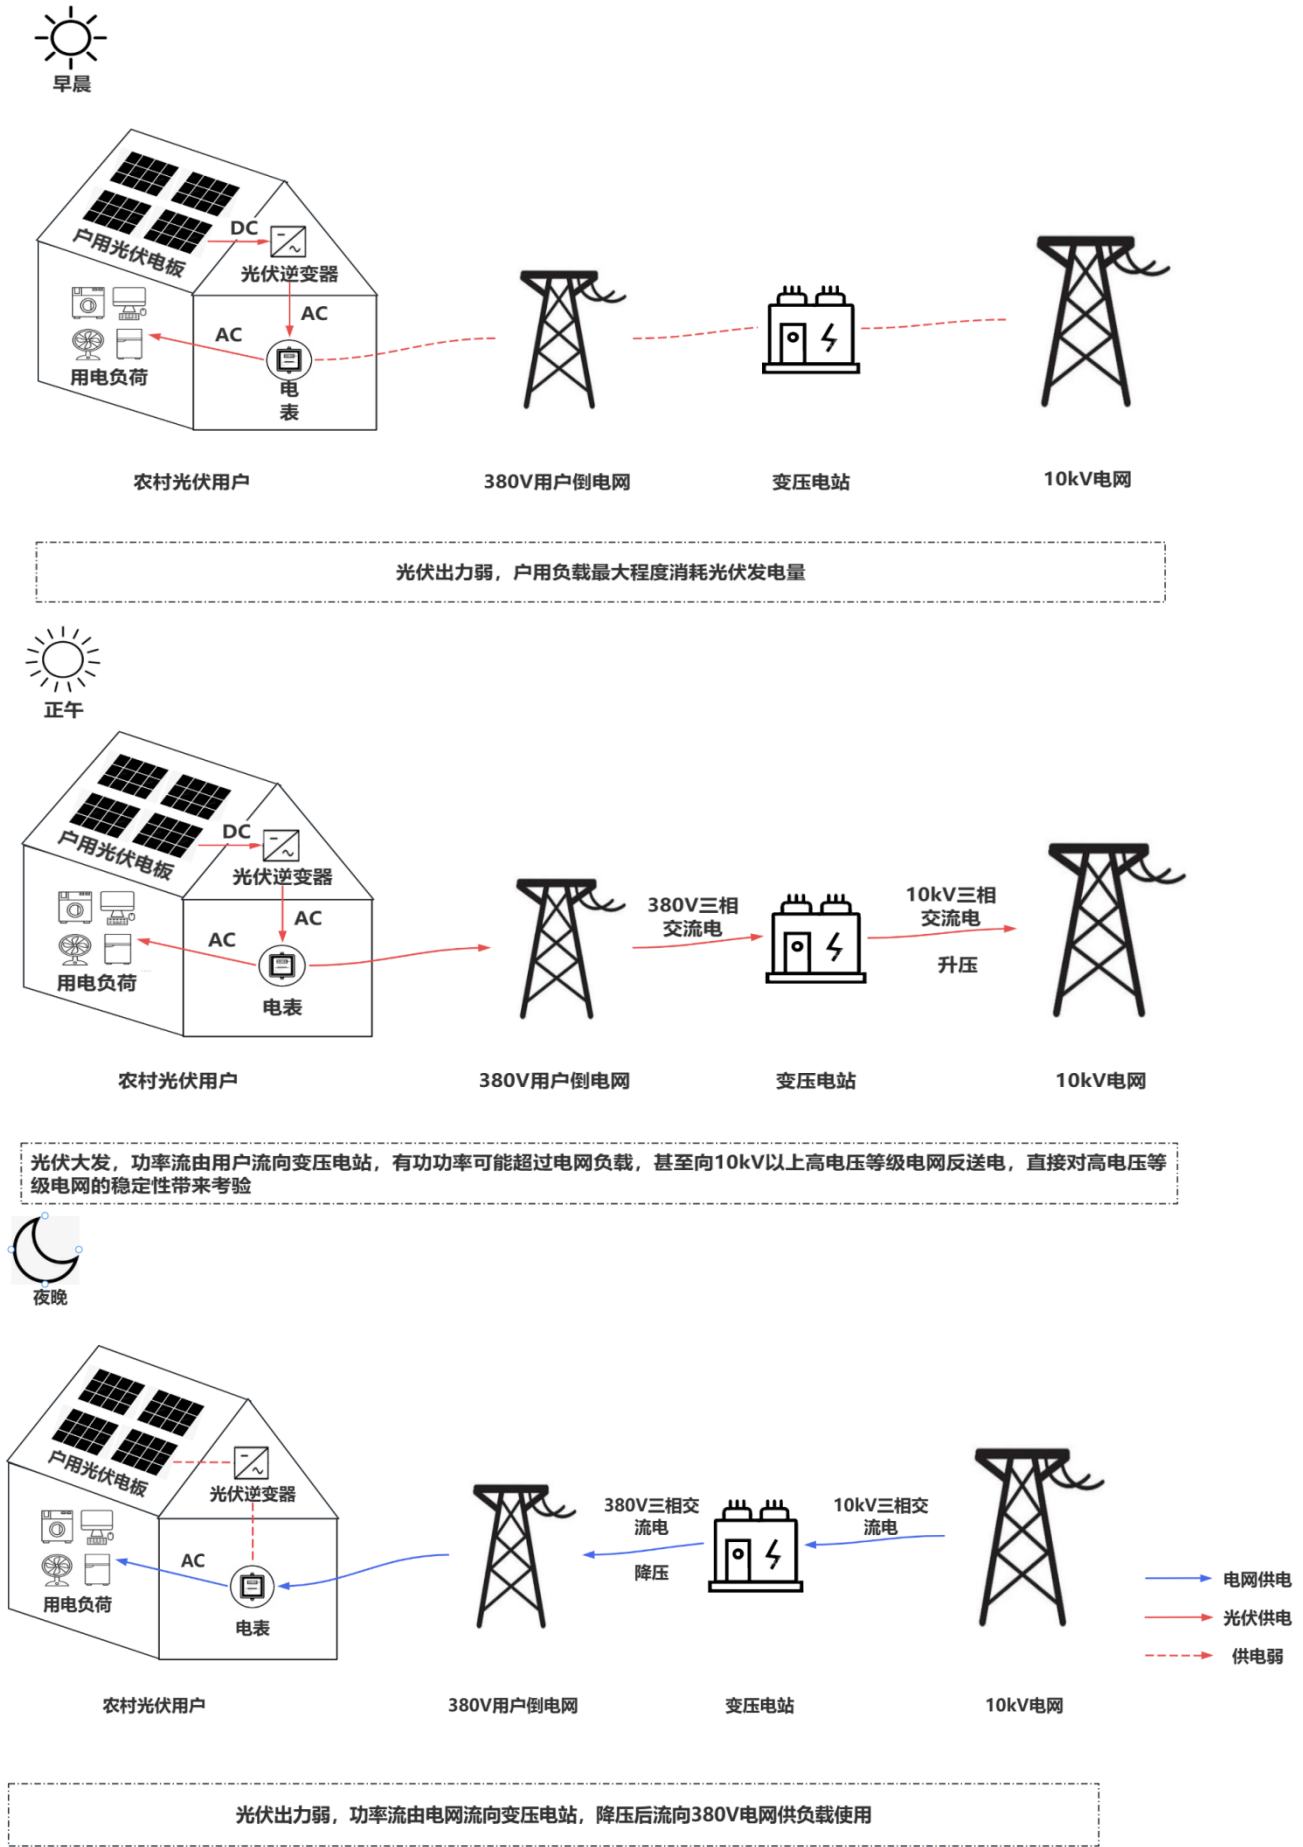 早晨
DC
户用光伏电板
光伏逆变器
AC
AC
用电负荷
电
表
农村光伏用户
380V用户倒电网
变压电站
10kV电网
光伏出力弱，户用负载最大程度消耗光伏发电量
正午
DC
户用光伏电板
光伏逆变器
380V三相
交流电
10kV三相
交流电
AC
AC
升压
用电负荷
电表
农村光伏用户
380V用户倒电网
变压电站
10kV电网
光伏大发，功率流由用户流向变压电站，有功功率可能超过电网负载，甚至向10kV以上高电压等级电网反送电，直接对高电压等
级电网的稳定性带来考验
夜晚
户用光伏电板
光伏逆变器
380V三相交
流电
10kV三相交
流电
AC
降压
用电负荷
电表
电网供电
光伏供电
供电弱
农村光伏用户
380V用户倒电网
变压电站
10kV电网
光伏出力弱，功率流由电网流向变压电站，降压后流向380V电网供负载使用